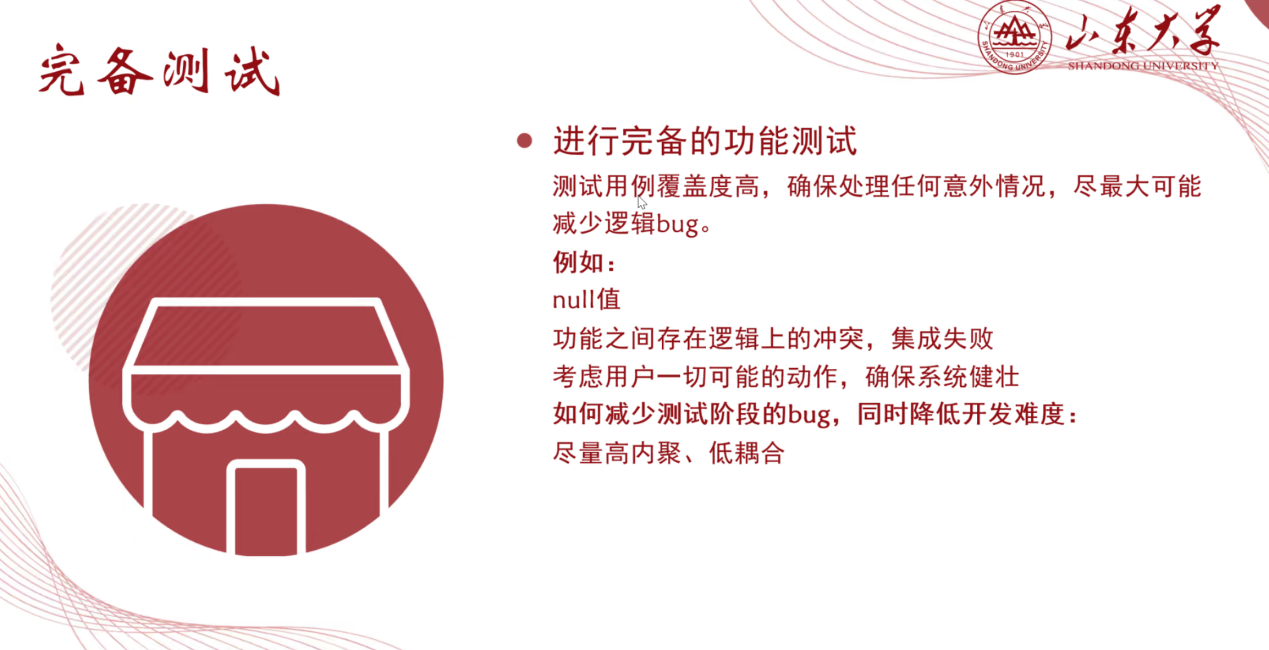 完备测试
山东大学
SHANDONG UNIVERSITY
1901
SHANDONG UNIVERSITY
进行完备的功能测试
测试用例覆盖度高，确保处理任何意外情况，尽最大可能
减少逻辑bug。
例如：
null值
功能之间存在逻辑上的冲突，集成失败
考虑用户一切可能的动作，确保系统健壮
如何减少测试阶段的bug，同时降低开发难度：
尽量高内聚、低耦合